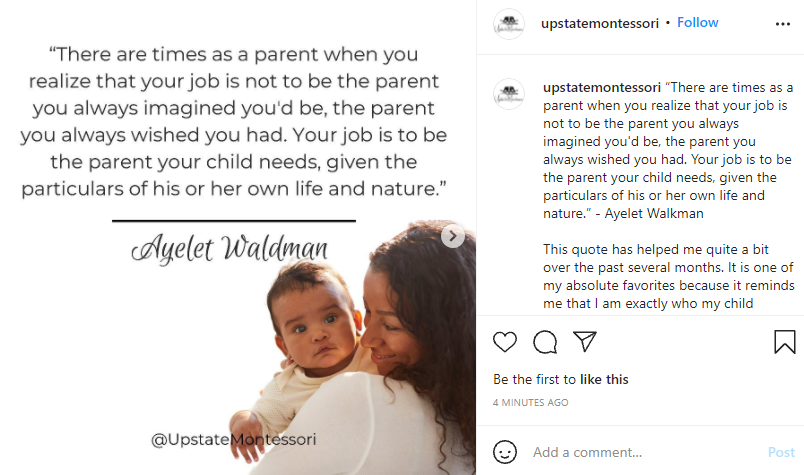 “There are times as a parent when you
realize that your job is not to be the parent
you always imagined you'd be, the parent
you always wished you had. Your job is to be
the parent your child needs, given the
particulars of his or her own life and nature.”
Ayelet Waldman
@UpstateMontessori
upstatemontessori • Follow
upstatemontessori “There are times as a
parent when you realize that your job is
not to be the parent you always
imagined you'd be, the parent you
always wished you had. Your job is to be
the parent your child needs, given the
particulars of his or her own life and
nature.” - Ayelet Walkman
This quote has helped me quite a bit
over the past several months. It is one of
my absolute favorites because it reminds
me that I am exactly who my child
Be the first to like this
4 MINUTES AGO
Add a comment...
Post